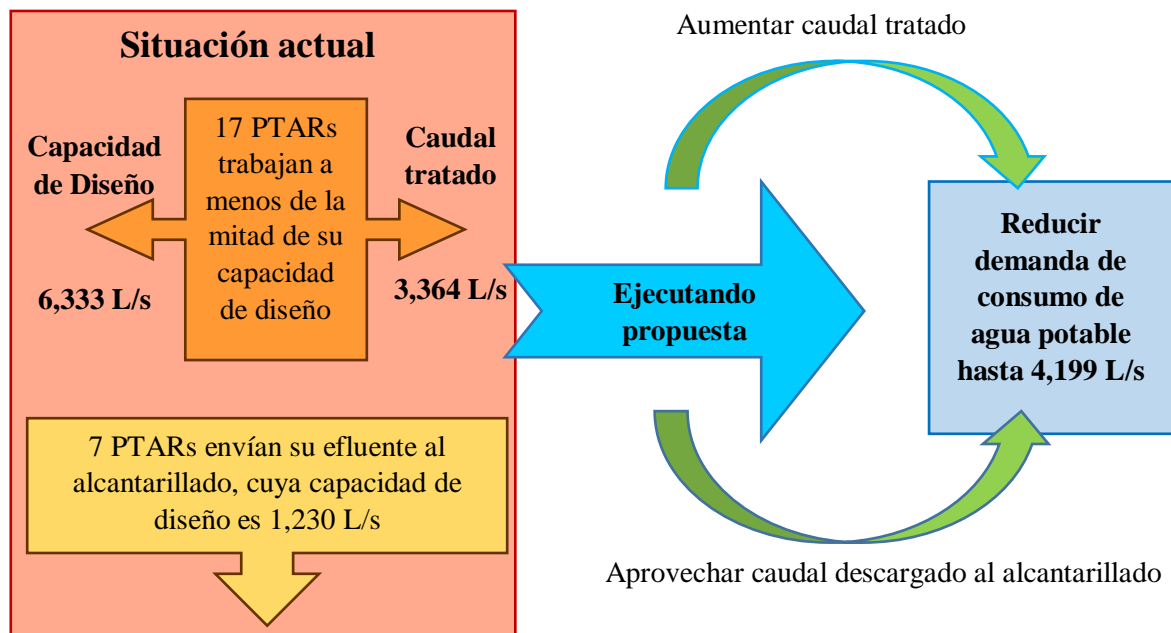 Situación actual
Capacidad
de Diseño
6,333 L/s
17 PTARs
trabajan a
menos de la
mitad de su
capacidad
de diseño
Caudal
tratado
3,364 L/s
7 PTARs envían su efluente al
alcantarillado, cuya capacidad de
diseño es 1,230 L/s
Ejecutando
propuesta
Aumentar caudal tratado
Reducir
demanda de
consumo de
agua potable
hasta 4,199 L/s
Aprovechar caudal descargado al alcantarillado